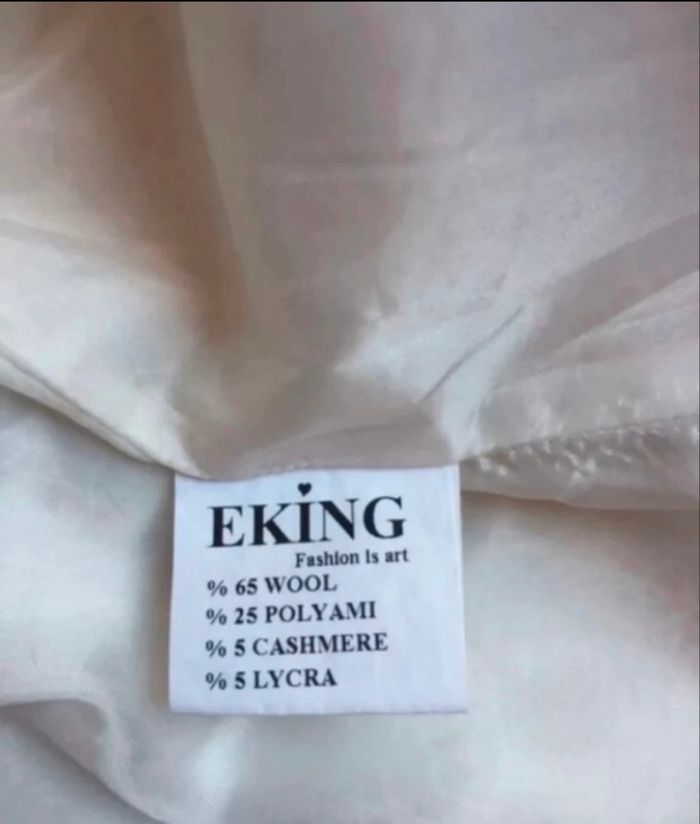 EKING
Fashion is art
% 65 WOOL
% 25 POLYAMI
% 5 CASHMERE
% 5 LYCRA